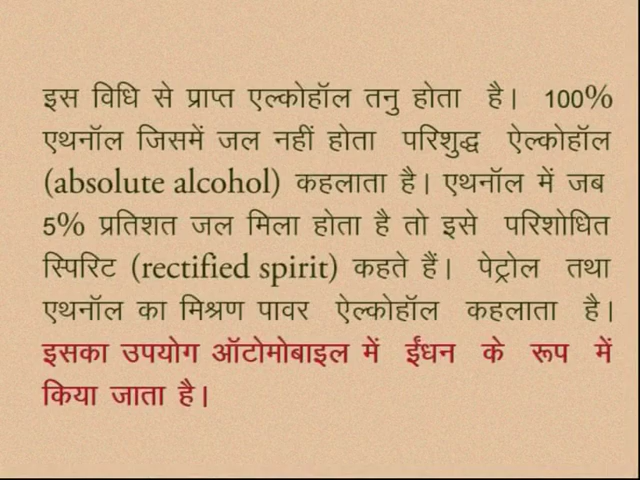 इस विधि से प्राप्त एल्कोहॉल तनु होता है। 100%
एथनॉल जिसमें जल नहीं होता परिशुद्ध ऐल्कोहॉल
(absolute alcohol) कहलाता है। एथनॉल में जब
5% प्रतिशत जल मिला होता है तो इसे परिशोधित
स्पिरिट (rectified spirit) कहते हैं। पेट्रोल तथा
एथनॉल का मिश्रण पावर ऐल्कोहॉल कहलाता है।
इसका उपयोग ऑटोमोबाइल में ईंधन के रूप में
किया जाता है।